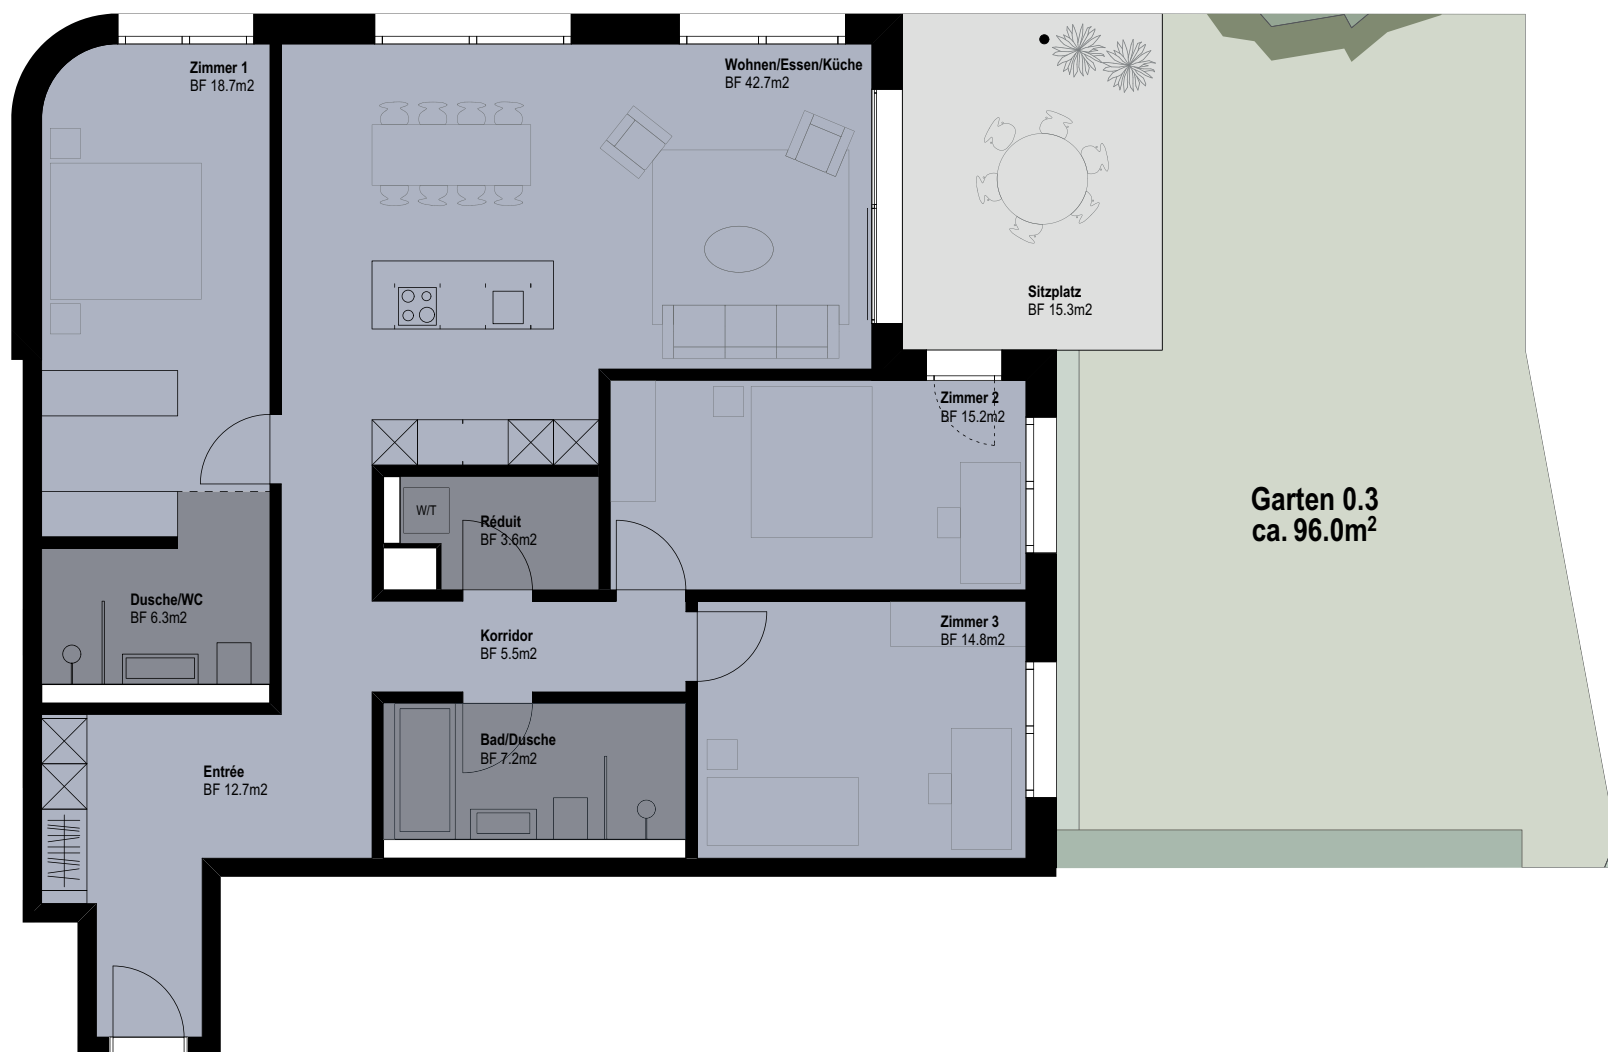 Zimmer 1
BF 18.7m2
Wohnen/Essen/Küche
BF 42.7m2
Sitzplatz
BF 15.3m2
Zimmer 2
BF 15.2m2
Garten 0.3
ca. 96.0m²
W/T
Réduit
BF 3.6m2
Dusche/WC
BF 6.3m2
Korridor
BF 5.5m2
Zimmer 3
BF 14.8m2
Bad/Dusche
BF 7.2m2
Entrée
BF 12.7m2